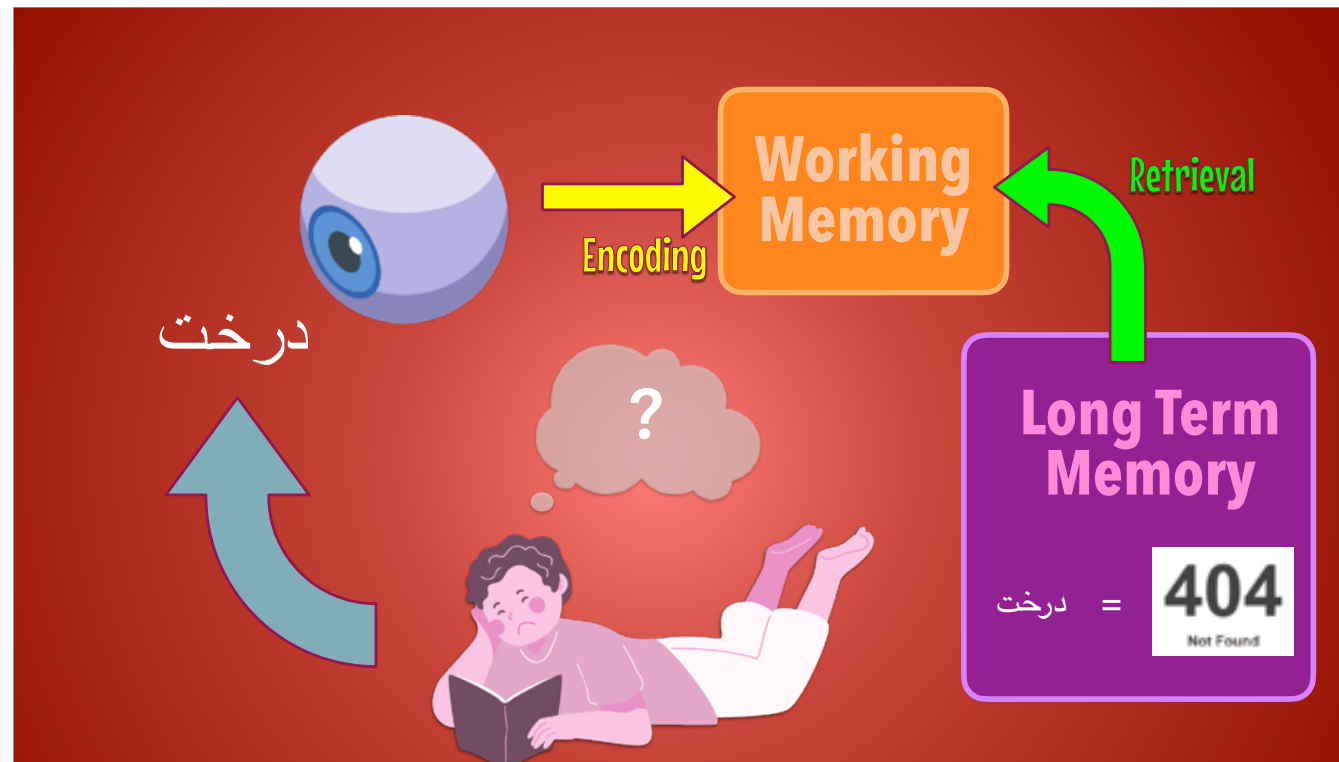 Working
Memory
Retrieval
Encoding
درخت
?
Long Term
Memory
درخت = 404
Not Found